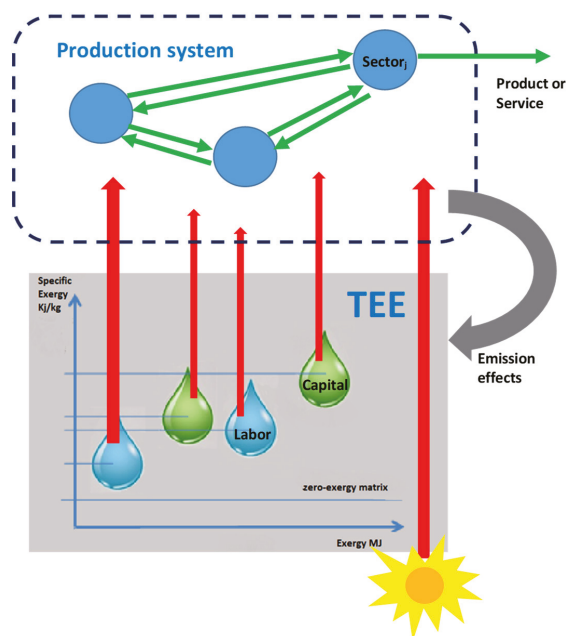 Production system
Sectorj
Product or
Service
Specific
Exergy
Kj/kg
TEE
Emission
effects
Capital
Labor
zero-exergy matrix
Exergy MJ